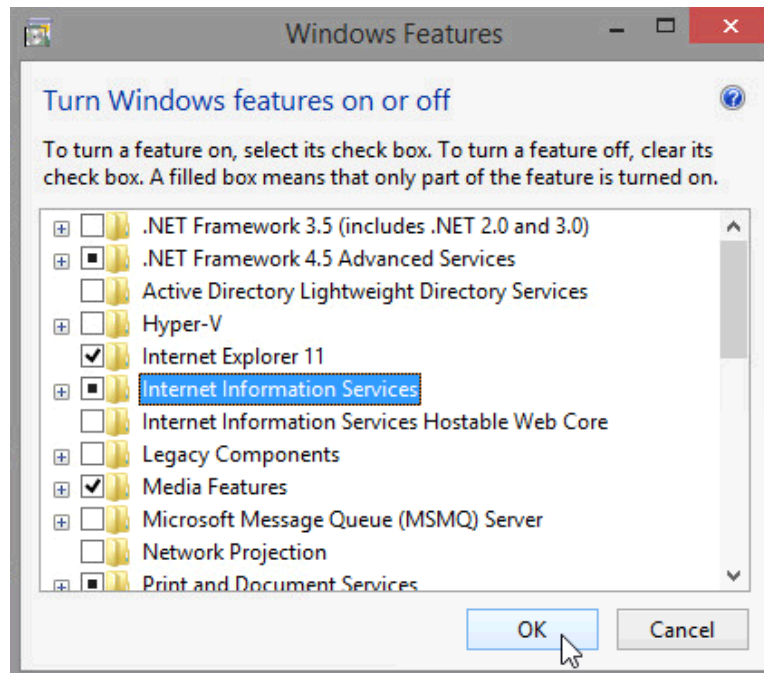 Windows Features
Turn Windows features on or off
To turn a feature on, select its check box. To turn a feature off, clear its
check box. A filled box means that only part of the feature is turned on.
.NET Framework 3.5 (includes .NET 2.0 and 3.0)
.NET Framework 4.5 Advanced Services
Active Directory Lightweight Directory Services
Hyper-V
Internet Explorer 11
Internet Information Services
Internet Information Services Hostable Web Core
Legacy Components
Media Features
Microsoft Message Queue (MSMQ) Server
Network Projection
Print and Document Services
OK
Cancel